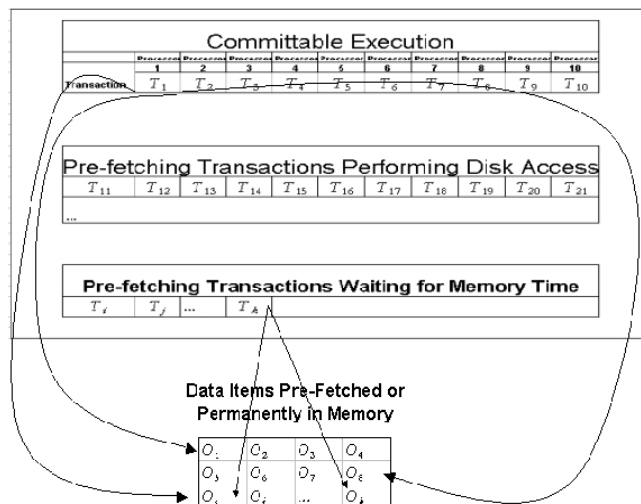 Committable Execution
Processor Processor Processor Processor Processor Processor Processor Processor Processor Processor
1 2 3 4 5 6 7 8 9 10
Transaction T1 T2 T3 T4 T5 T6 T7 T8 T9 T10
Pre-fetching Transactions Performing Disk Access
T11 T12 T13 T14 T15 T16 T17 T18 T19 T20 T21
...
Pre-fetching Transactions Waiting for Memory Time
Ti Tj ... Tk
Data Items Pre-Fetched or
Permanently in Memory
O1 O2 O3 O4
O5 O6 O7 O8
...